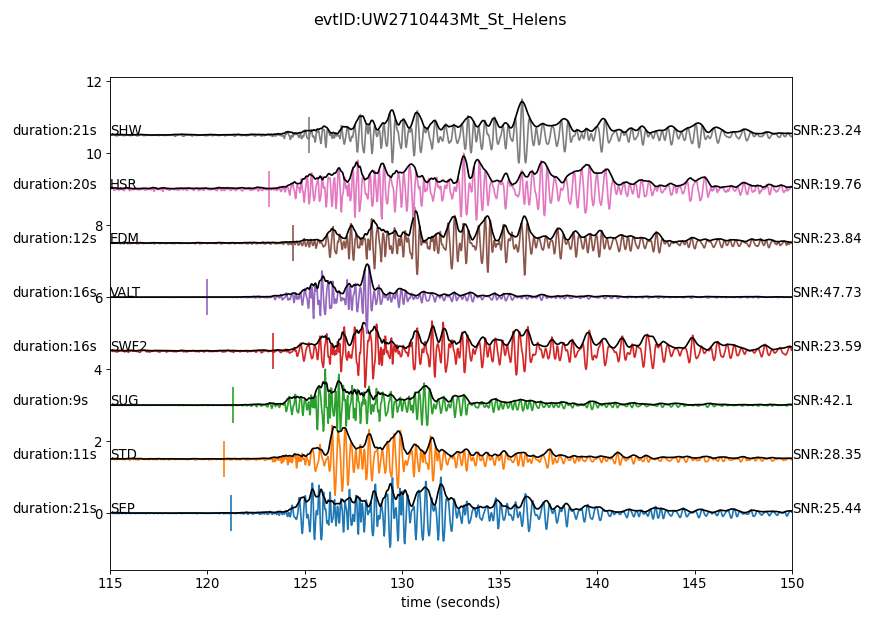 evtID:UW2710443Mt_St_Helens
12
duration:21s SHW SNR:23.24
10
duration:20s HSR SNR:19.76
8
duration:12s EDM SNR:23.84
duration:16s VALT SNR:47.73
6
duration:16s SWF2 SNR:23.59
4
duration:9s SUG SNR:42.1
2
duration:11s STD SNR:28.35
duration:21s SEP SNR:25.44
0
115 120 125 130 135 140 145 150
time (seconds)